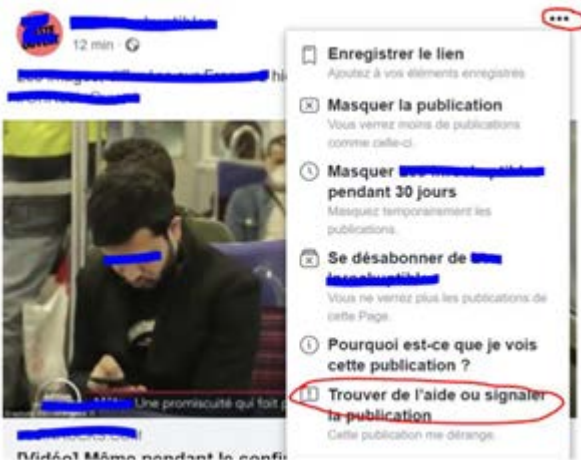 12 min
Enregistrer le lien
Ajoutez à vos éléments enregistrés
Masquer la publication
Vous verrez moins de publications
comme celle-ci.
Masquer
pendant 30 jours
Masquez temporairement les
publications.
Se désabonner de
Vous ne verrez plus les publications de
cette Page.
Pourquoi est-ce que je vois
cette publication ?
Trouver de l'aide ou signaler
la publication
Cette publication me dérange.
Une promiscuité qui fait
[Vidéo] Même pendant le